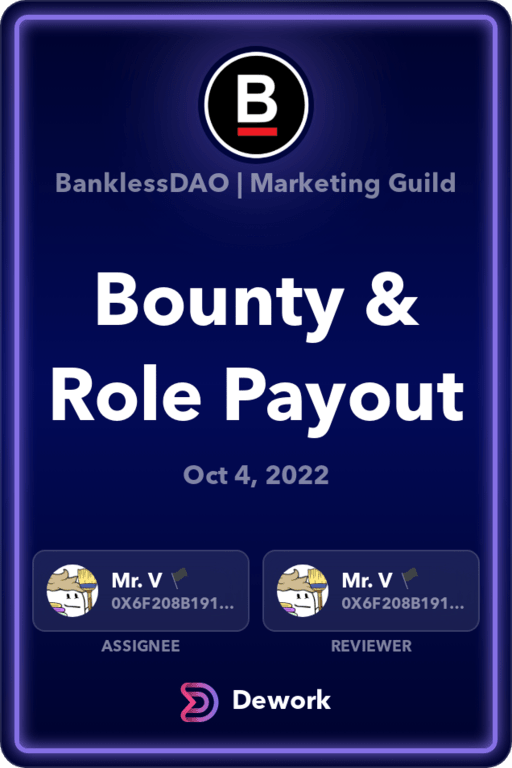 B
BanklessDAO | Marketing Guild
Bounty &
Role Payout
Oct 4, 2022
Mr. V 🏴
0X6F208B191...
ASSIGNEE
Mr. V 🏴
0X6F208B191...
REVIEWER
Dework